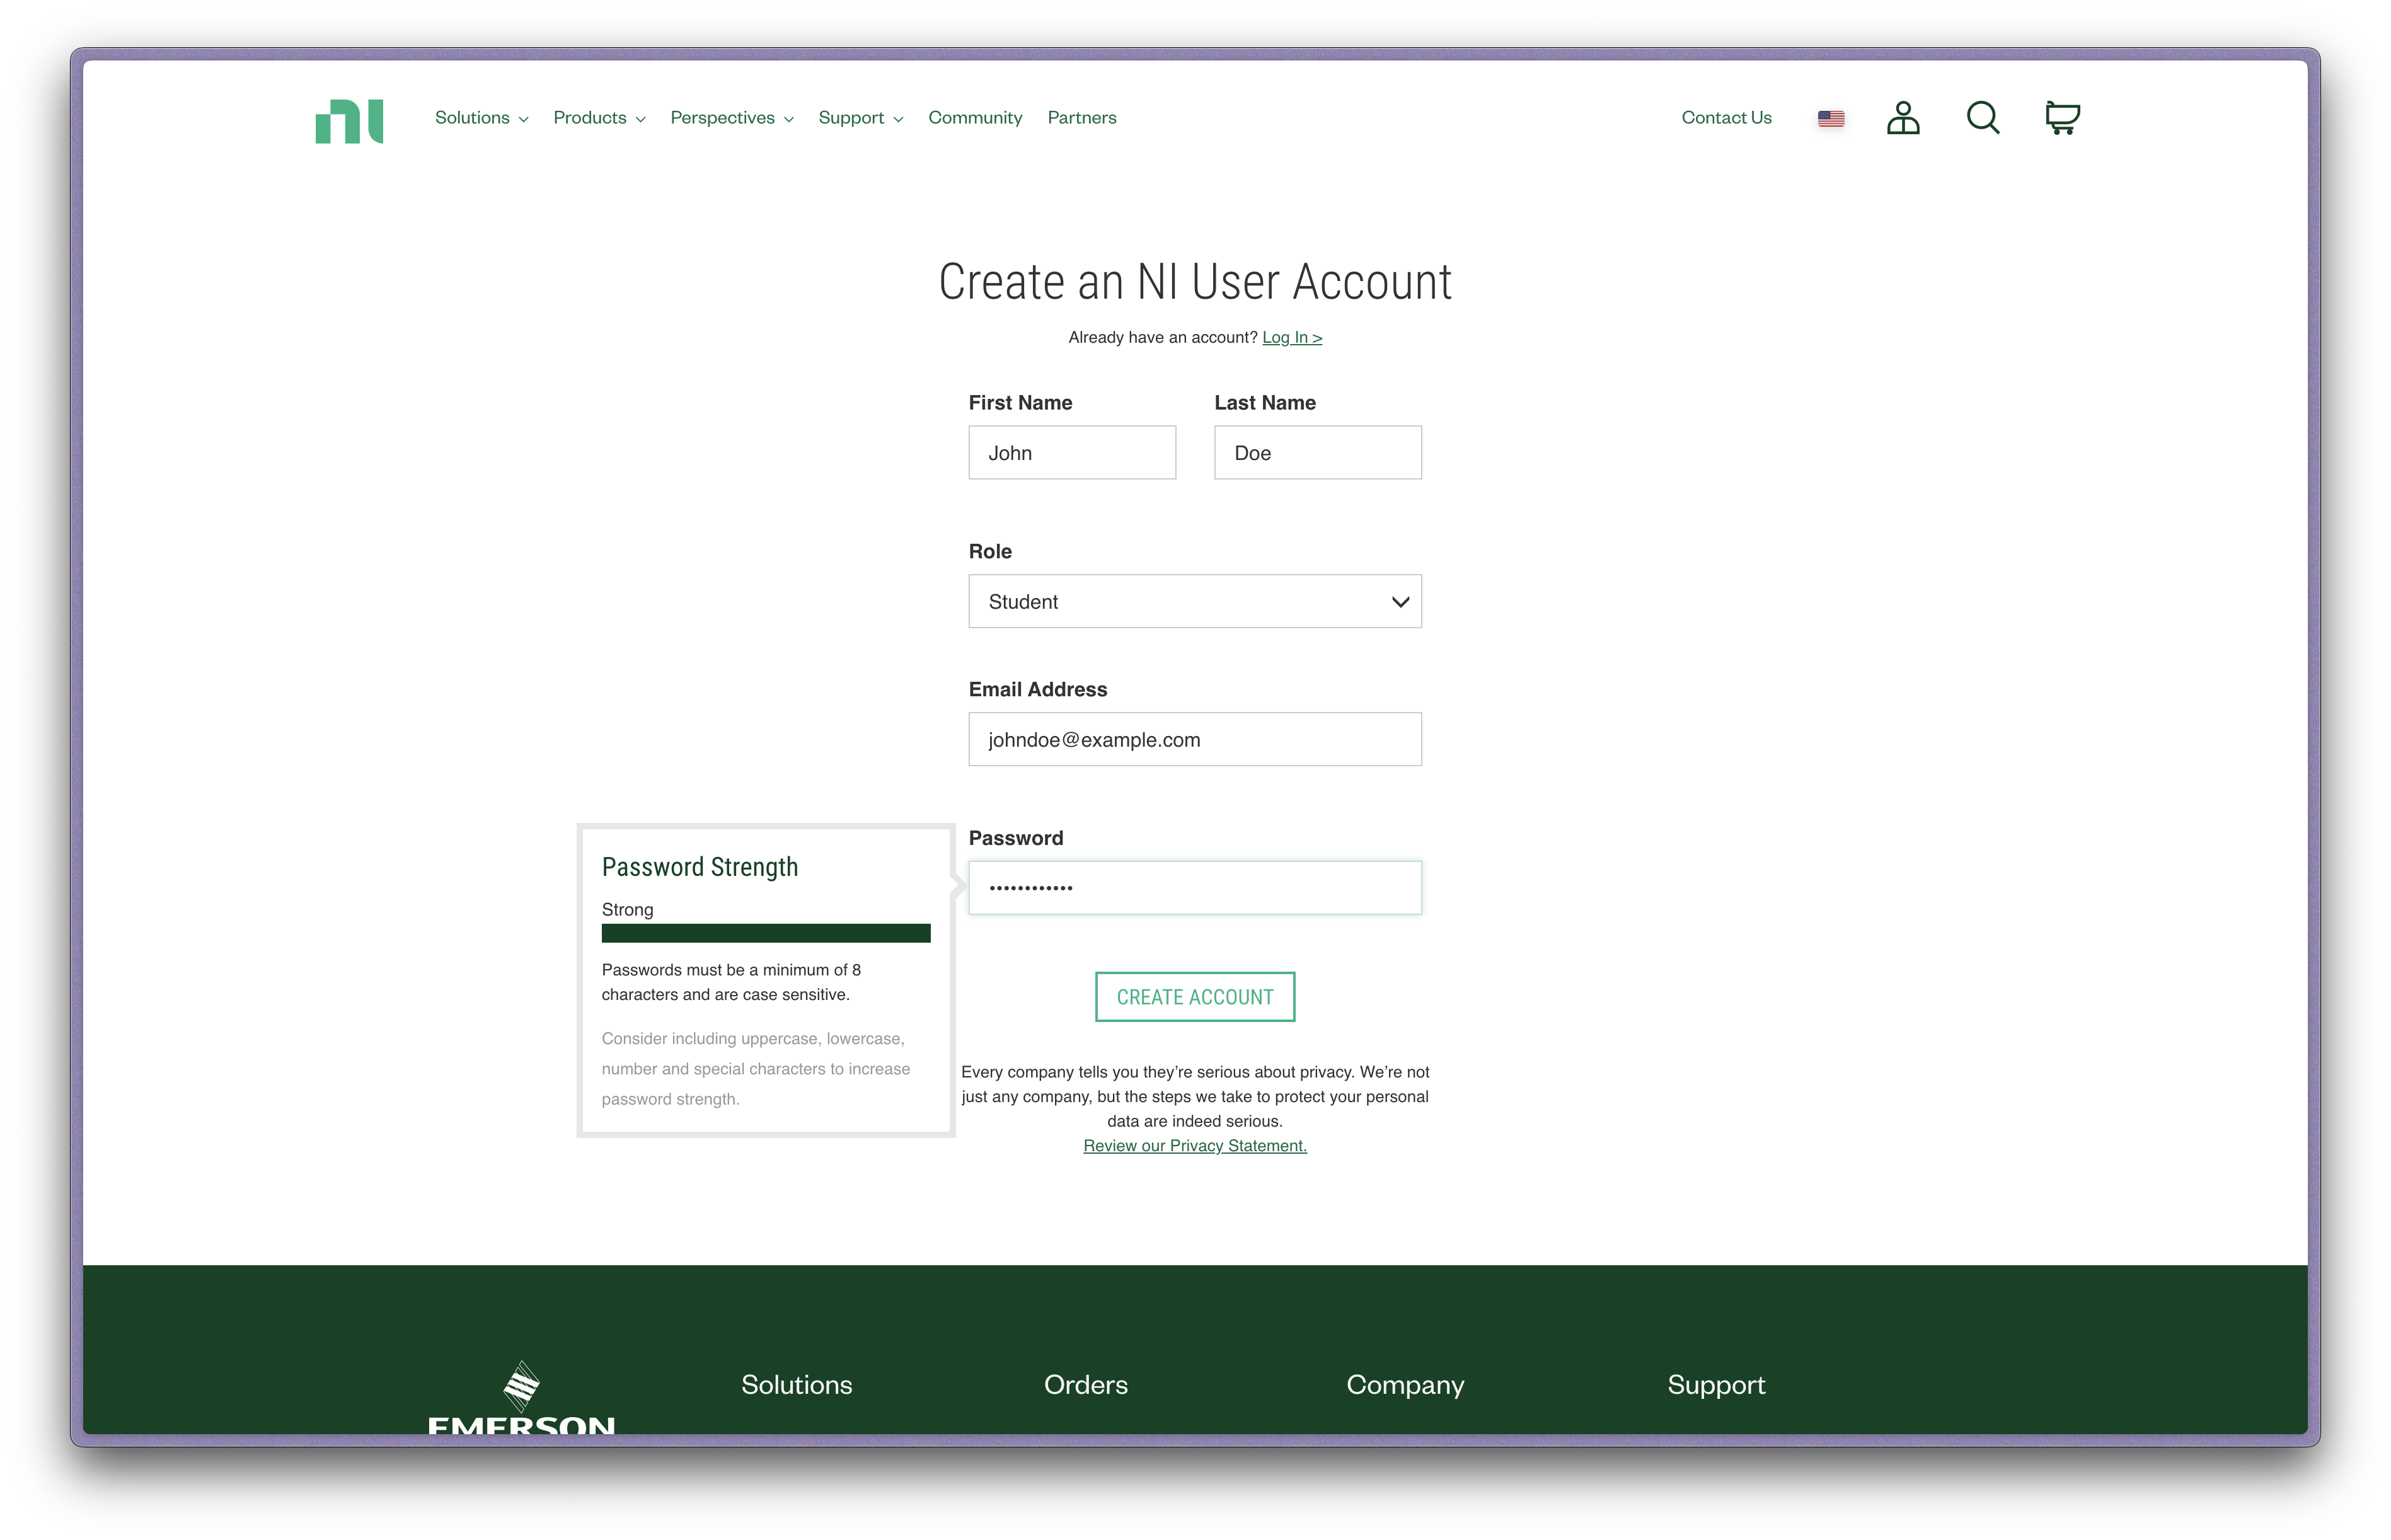 Solutions Products Perspectives Support Community Partners Contact Us
Create an NI User Account
Already have an account? Log In >
First Name Last Name
John Doe
Role
Student
Email Address
johndoe@example.com
Password
••••••••••••
Password Strength
Strong
Passwords must be a minimum of 8
characters and are case sensitive.
Consider including uppercase, lowercase,
number and special characters to increase
password strength.
CREATE ACCOUNT
Every company tells you they’re serious about privacy. We’re not
just any company, but the steps we take to protect your personal
data are indeed serious.
Review our Privacy Statement.
EMERSON
Solutions Orders Company Support